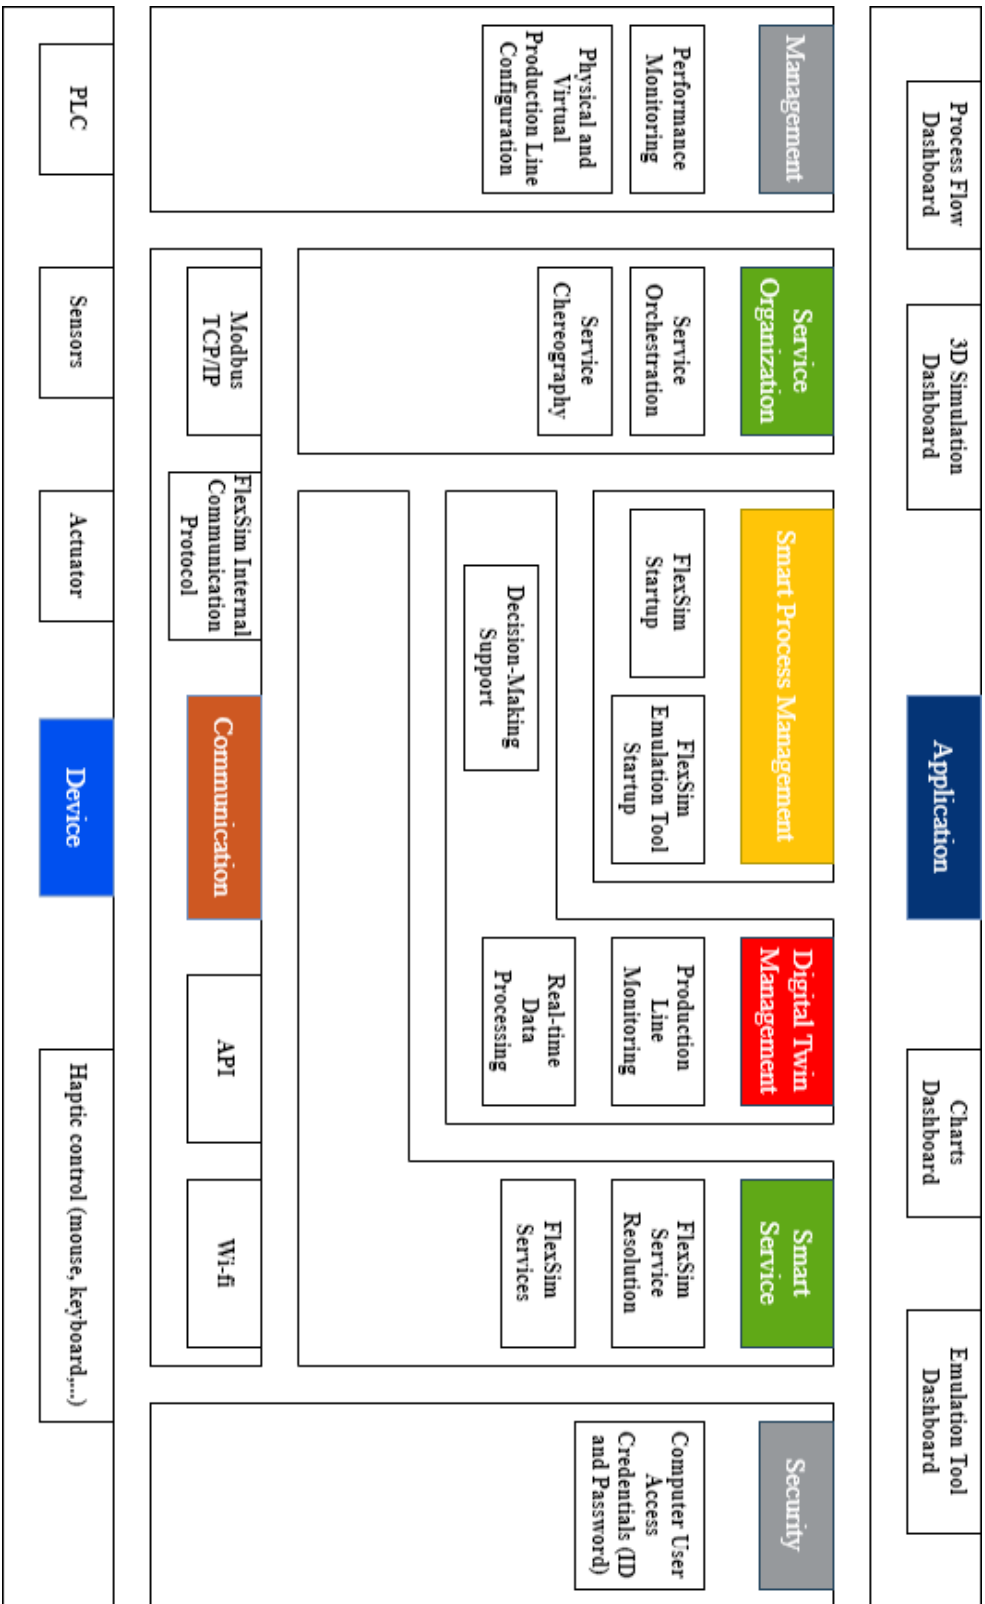 Process Flow
Dashboard
3D Simulation
Dashboard
Application
Charts
Dashboard
Emulation Tool
Dashboard
Management
Performance
Monitoring
Physical and
Virtual
Production Line
Configuration
Service
Organization
Service
Orchestration
Service
Chereography
Smart Process Management
FlexSim
Startup
FlexSim
Emulation Tool
Startup
Decision-Making
Support
Digital Twin
Management
Production
Line
Monitoring
Real-time
Data
Processing
Smart
Service
FlexSim
Service
Resolution
FlexSim
Services
Security
Computer User
Access
Credentials (ID
and Password)
Modbus
TCP/IP
FlexSim Internal
Communication
Protocol
Communication
API
Wi-fi
PLC
Sensors
Actuator
Device
Haptic control (mouse, keyboard,...)